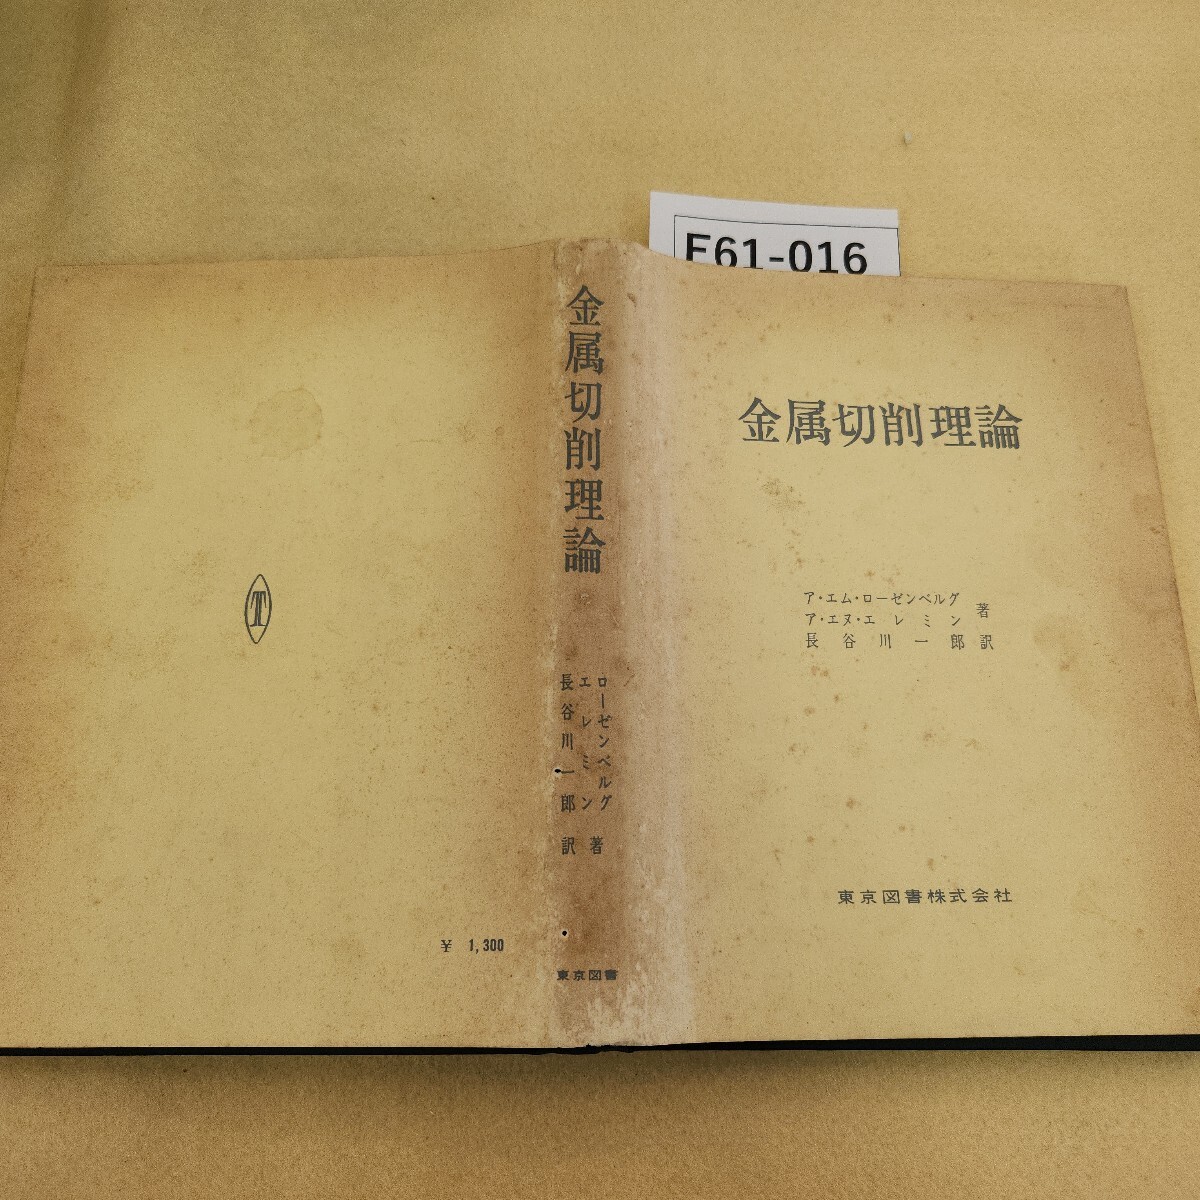 E61-016
金属切削理論
ア・エム・ローゼンベルグ
ア・エヌ・エレミン
著
長谷川一郎 訳
東京図書株式会社
金属切削理論
ローゼンベルグ
エレミン
著
長谷川一郎 訳
東京図書
T
¥ 1,300